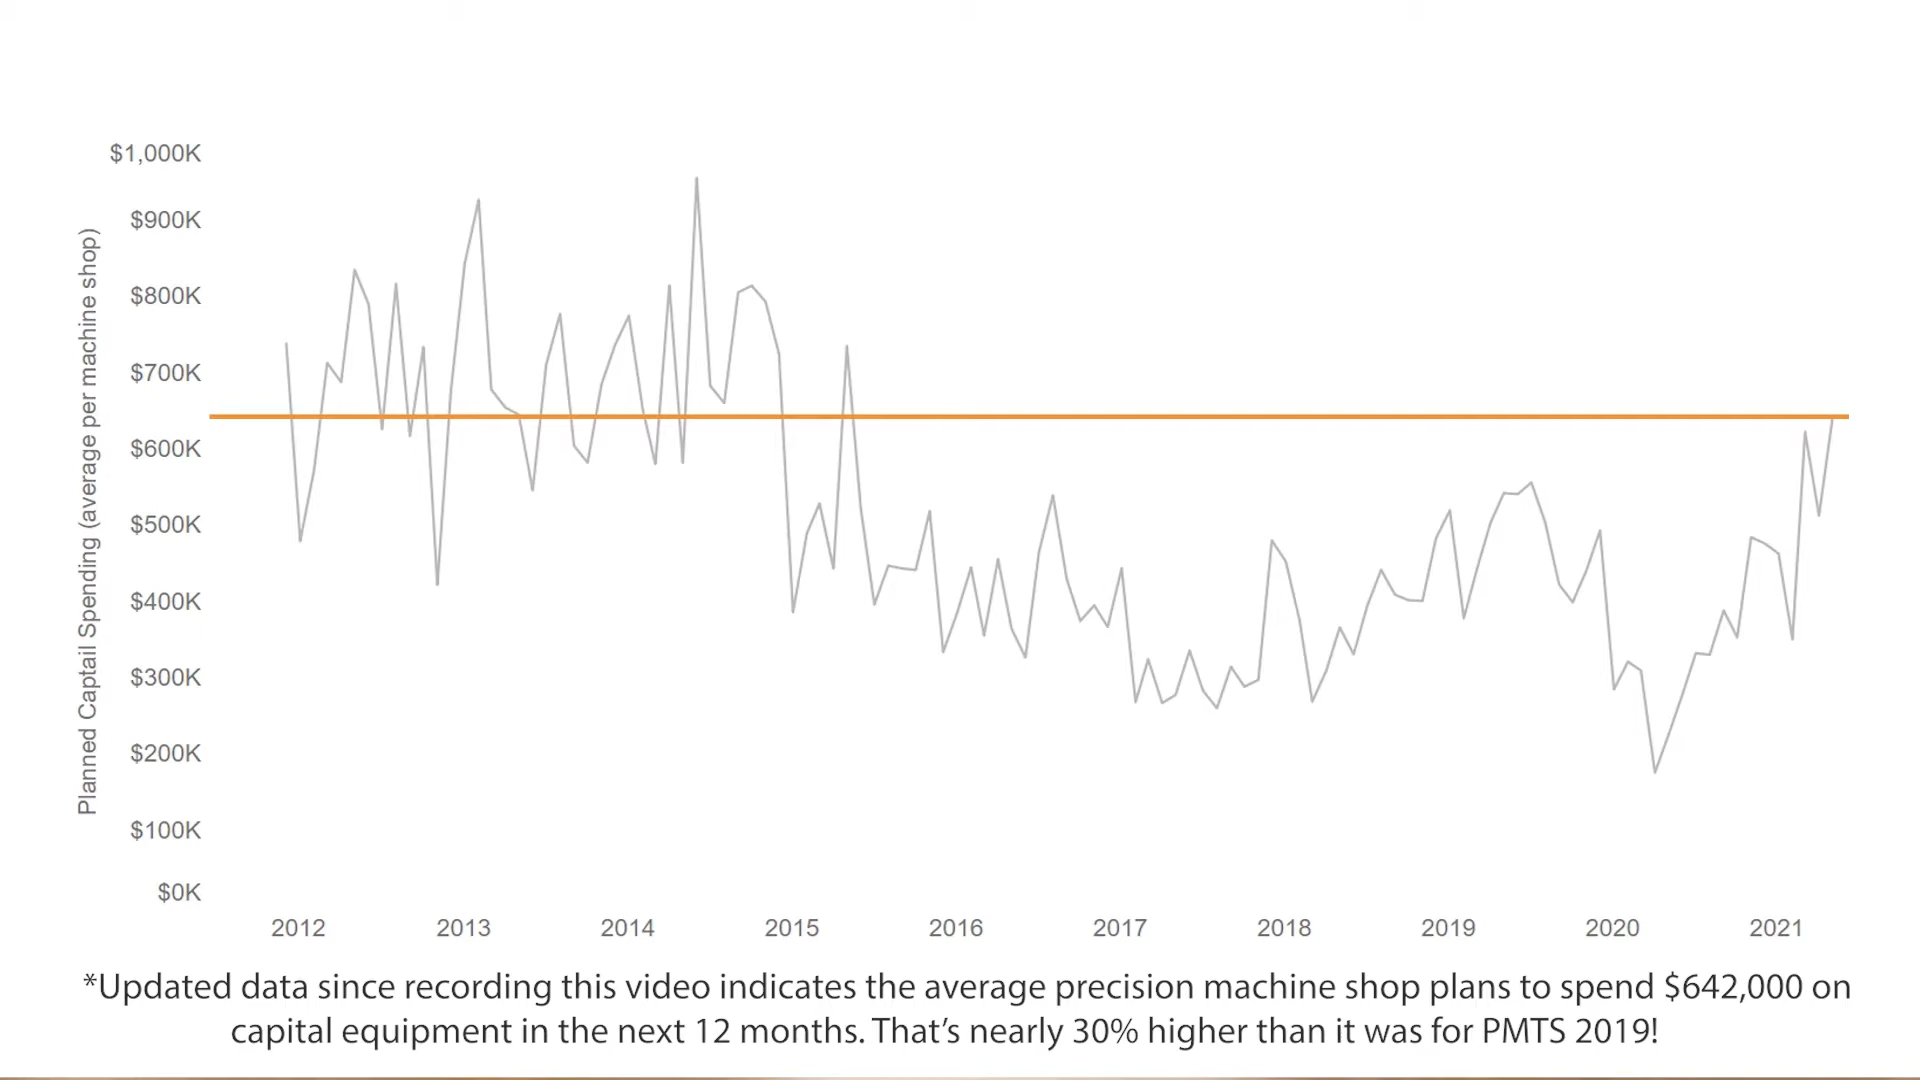 $1,000K
$900K
$800K
$700K
$600K
$500K
$400K
$300K
$200K
$100K
$0K
Planned Captail Spending (average per machine shop)
2012 2013 2014 2015 2016 2017 2018 2019 2020 2021
*Updated data since recording this video indicates the average precision machine shop plans to spend $642,000 on
capital equipment in the next 12 months. That’s nearly 30% higher than it was for PMTS 2019!